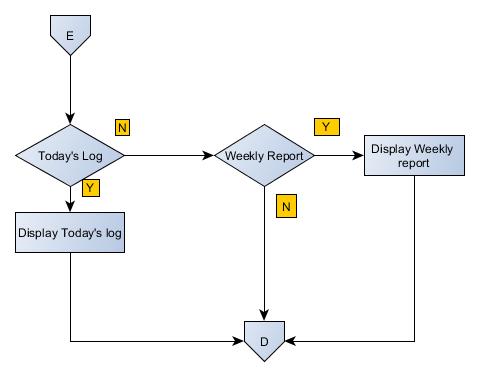 E
N
Today's Log
Y
Weekly Report
Y
Display Weekly
report
N
Display Today's log
D